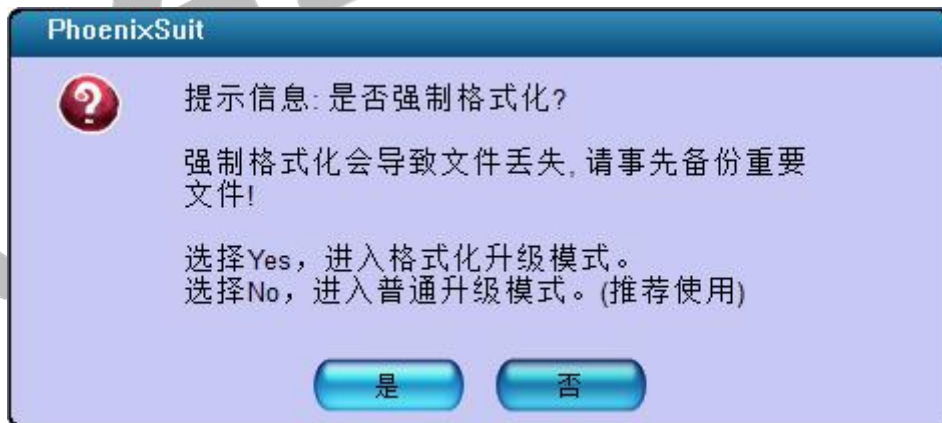 PhoenixSuit
提示信息: 是否强制格式化?
强制格式化会导致文件丢失, 请事先备份重要
文件!
选择Yes，进入格式化升级模式。
选择No，进入普通升级模式。(推荐使用)
是
否